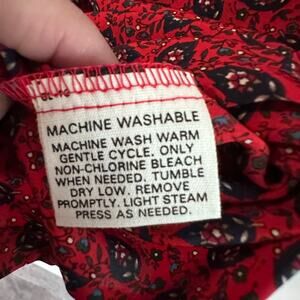 MACHINE WASHABLE
MACHINE WASH WARM
GENTLE CYCLE. ONLY
NON-CHLORINE BLEACH
WHEN NEEDED. TUMBLE
DRY LOW. REMOVE
PROMPTLY. LIGHT STEAM
PRESS AS NEEDED.